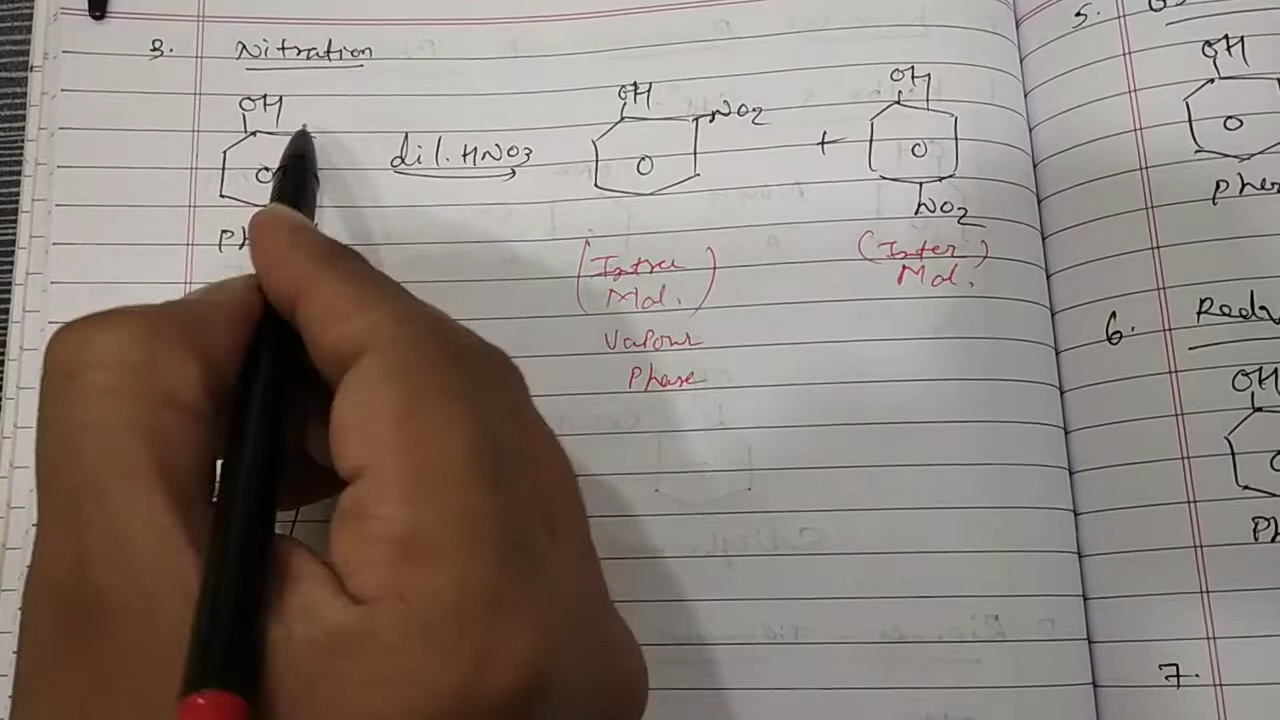 3. Nitration
OH
dil. HNO3
OH
NO2
+
OH
NO2
(Intra
Mol.)
Vapour
Phase
(Inter)
Mol.
5.
OH
6.
OH
7.